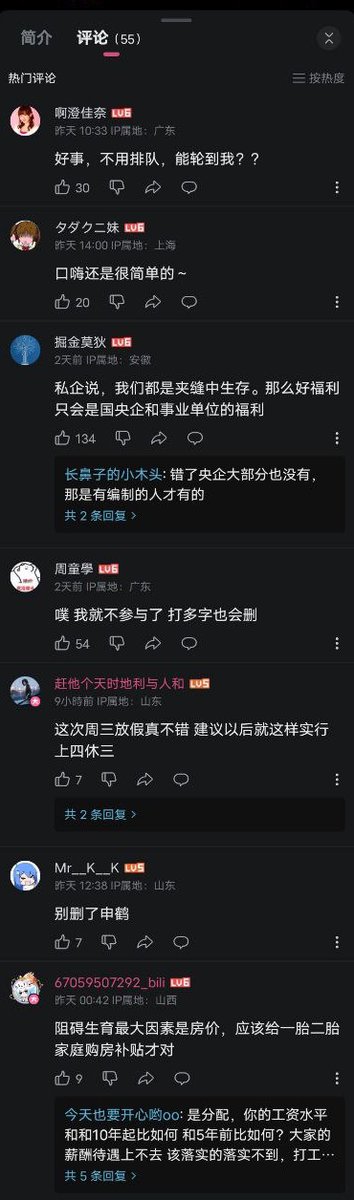 简介 评论 (55)
热门评论 按热度
啊澄佳奈 LV6
昨天 10:33 IP属地：广东
好事，不用排队，能轮到我？？
30
タダク二妹 LV6
昨天 14:00 IP属地：上海
口嗨还是很简单的～
20
掘金莫狄 LV6
2天前 IP属地：安徽
私企说，我们都是夹缝中生存。那么好福利
只会是国央企和事业单位的福利
134
长鼻子的小木头: 错了央企大部分也没有，
那是有编制的人才有的
共 2 条回复 >
周童學 LV6
2天前 IP属地：广东
噗 我就不参与了 打多字也会删
54
赶他个天时地利与人和 LV5
9小時前 IP属地：山东
这次周三放假真不错 建议以后就这样实行
上四休三
7
共 2 条回复 >
Mr__K__K LV5
昨天 12:38 IP属地：山东
别删了申鹤
7
67059507292_bili LV6
昨天 00:42 IP属地：山西
阻碍生育最大因素是房价，应该给一胎二胎
家庭购房补贴才对
9
今天也要开心哟oo: 是分配，你的工资水平
和和10年起比如何 和5年前比如何？大家的
薪酬待遇上不去 该落实的落实不到，打工…
共 5 条回复 >